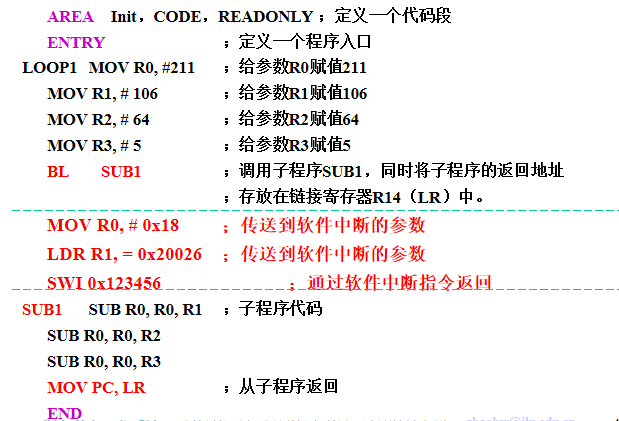 AREA Init，CODE，READONLY ；定义一个代码段
ENTRY ；定义一个程序入口
LOOP1 MOV R0, #211 ；给参数R0赋值211
MOV R1, # 106 ；给参数R1赋值106
MOV R2, # 64 ；给参数R2赋值64
MOV R3, # 5 ；给参数R3赋值5
BL SUB1 ；调用子程序SUB1，同时将子程序的返回地址
；存放在链接寄存器R14（LR）中。
MOV R0, # 0x18 ；传送到软件中断的参数
LDR R1, = 0x20026 ；传送到软件中断的参数
SWI 0x123456 ；通过软件中断指令返回
SUB1 SUB R0, R0, R1 ；子程序代码
SUB R0, R0, R2
SUB R0, R0, R3
MOV PC, LR ；从子程序返回
END